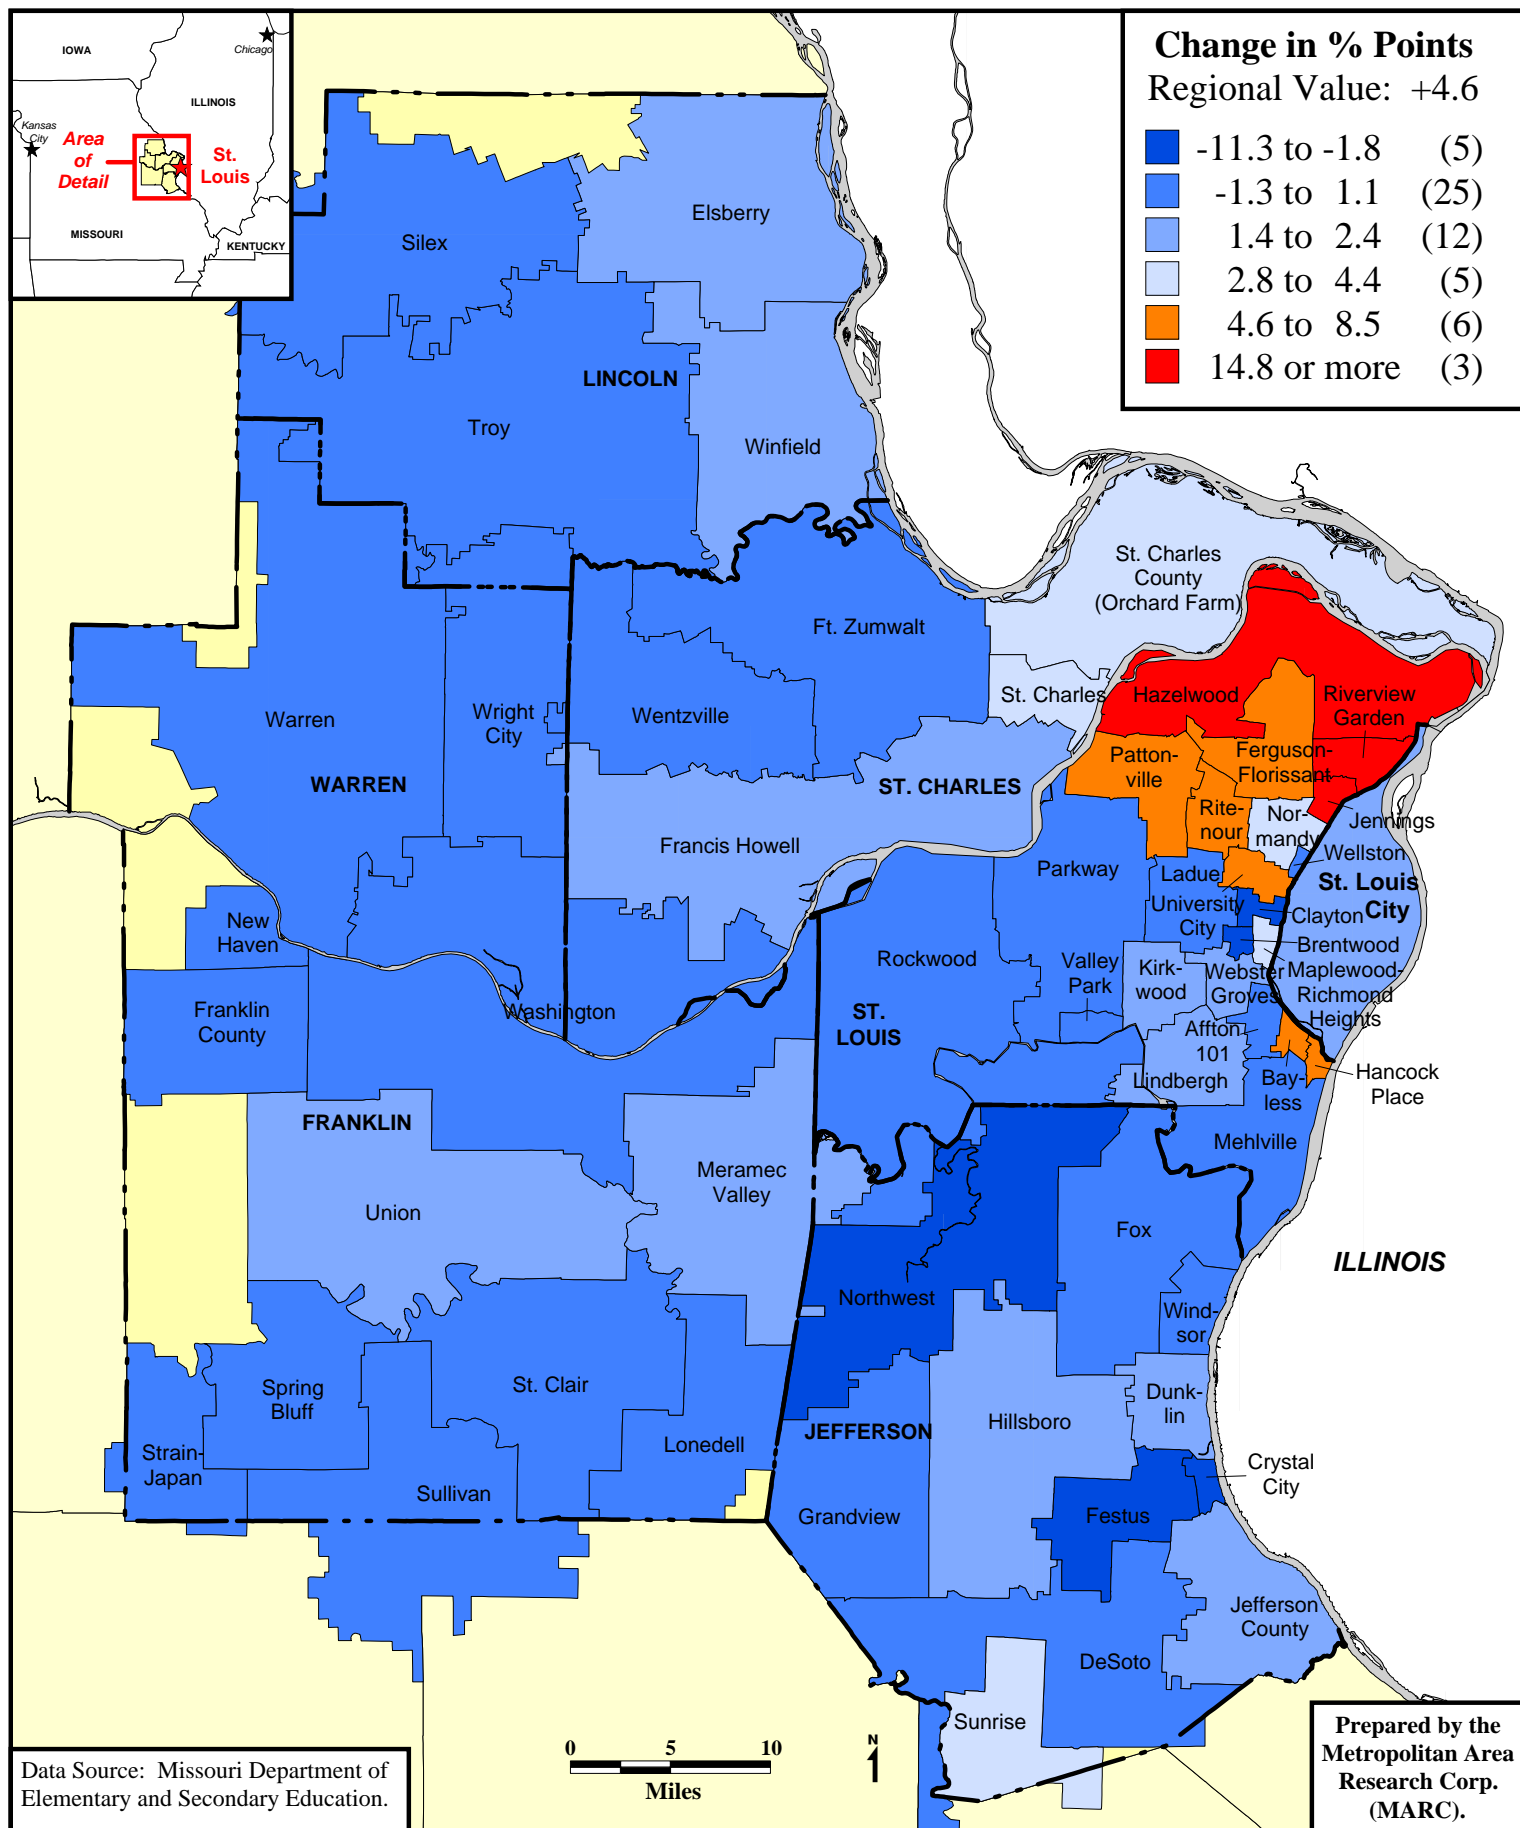 IOWA
Chicago
ILLINOIS
Kansas
City
Area
of
Detail
St.
Louis
MISSOURI
KENTUCKY
Change in % Points
Regional Value: +4.6
-11.3 to -1.8 (5)
-1.3 to 1.1 (25)
1.4 to 2.4 (12)
2.8 to 4.4 (5)
4.6 to 8.5 (6)
14.8 or more (3)
Elsberry
Silex
LINCOLN
Troy
Winfield
St. Charles
County
(Orchard Farm)
Ft. Zumwalt
St. Charles
Hazelwood
Riverview
Garden
Warren
Wright
City
Wentzville
Patton-
ville
Ferguson-
Florissant
WARREN
ST. CHARLES
Rite-
nour
Nor-
mandy
Jennings
Francis Howell
Parkway
Ladue
Wellston
St. Louis
City
University
City
Clayton
New
Haven
Brentwood
Rockwood
Valley
Park
Kirk-
wood
Webster
Groves
Maplewood-
Richmond
Heights
Franklin
County
Washington
ST.
LOUIS
Affton
101
Lindbergh
Bay-
less
Hancock
Place
FRANKLIN
Mehlville
Meramec
Valley
Union
Fox
ILLINOIS
Northwest
Wind-
sor
Spring
Bluff
St. Clair
Dunk-
lin
Hillsboro
JEFFERSON
Strain-
Japan
Lonedell
Crystal
City
Sullivan
Grandview
Festus
Jefferson
County
DeSoto
Sunrise
Data Source: Missouri Department of
Elementary and Secondary Education.
0 5 10
Miles
N
Prepared by the
Metropolitan Area
Research Corp.
(MARC).